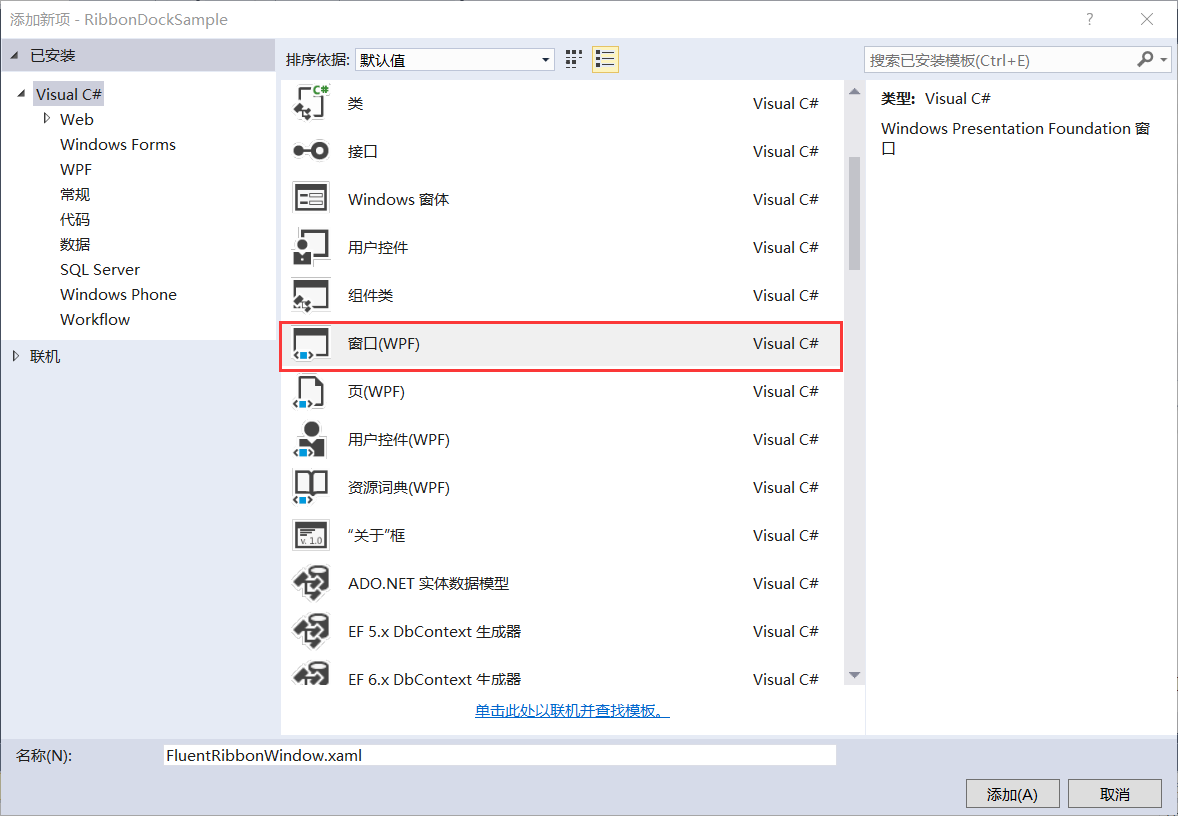 添加新项 - RibbonDockSample
?
已安装
排序依据: 默认值
搜索已安装模板(Ctrl+E)
Visual C#
Web
Windows Forms
WPF
常规
代码
数据
SQL Server
Windows Phone
Workflow
联机
C#
类 Visual C#
接口 Visual C#
Windows 窗体 Visual C#
用户控件 Visual C#
组件类 Visual C#
窗口(WPF) Visual C#
页(WPF) Visual C#
用户控件(WPF) Visual C#
资源词典(WPF) Visual C#
v. 1.0
“关于”框 Visual C#
ADO.NET 实体数据模型 Visual C#
EF 5.x DbContext 生成器 Visual C#
EF 6.x DbContext 生成器 Visual C#
单击此处以联机并查找模板。
类型: Visual C#
Windows Presentation Foundation 窗
口
名称(N): FluentRibbonWindow.xaml
添加(A) 取消